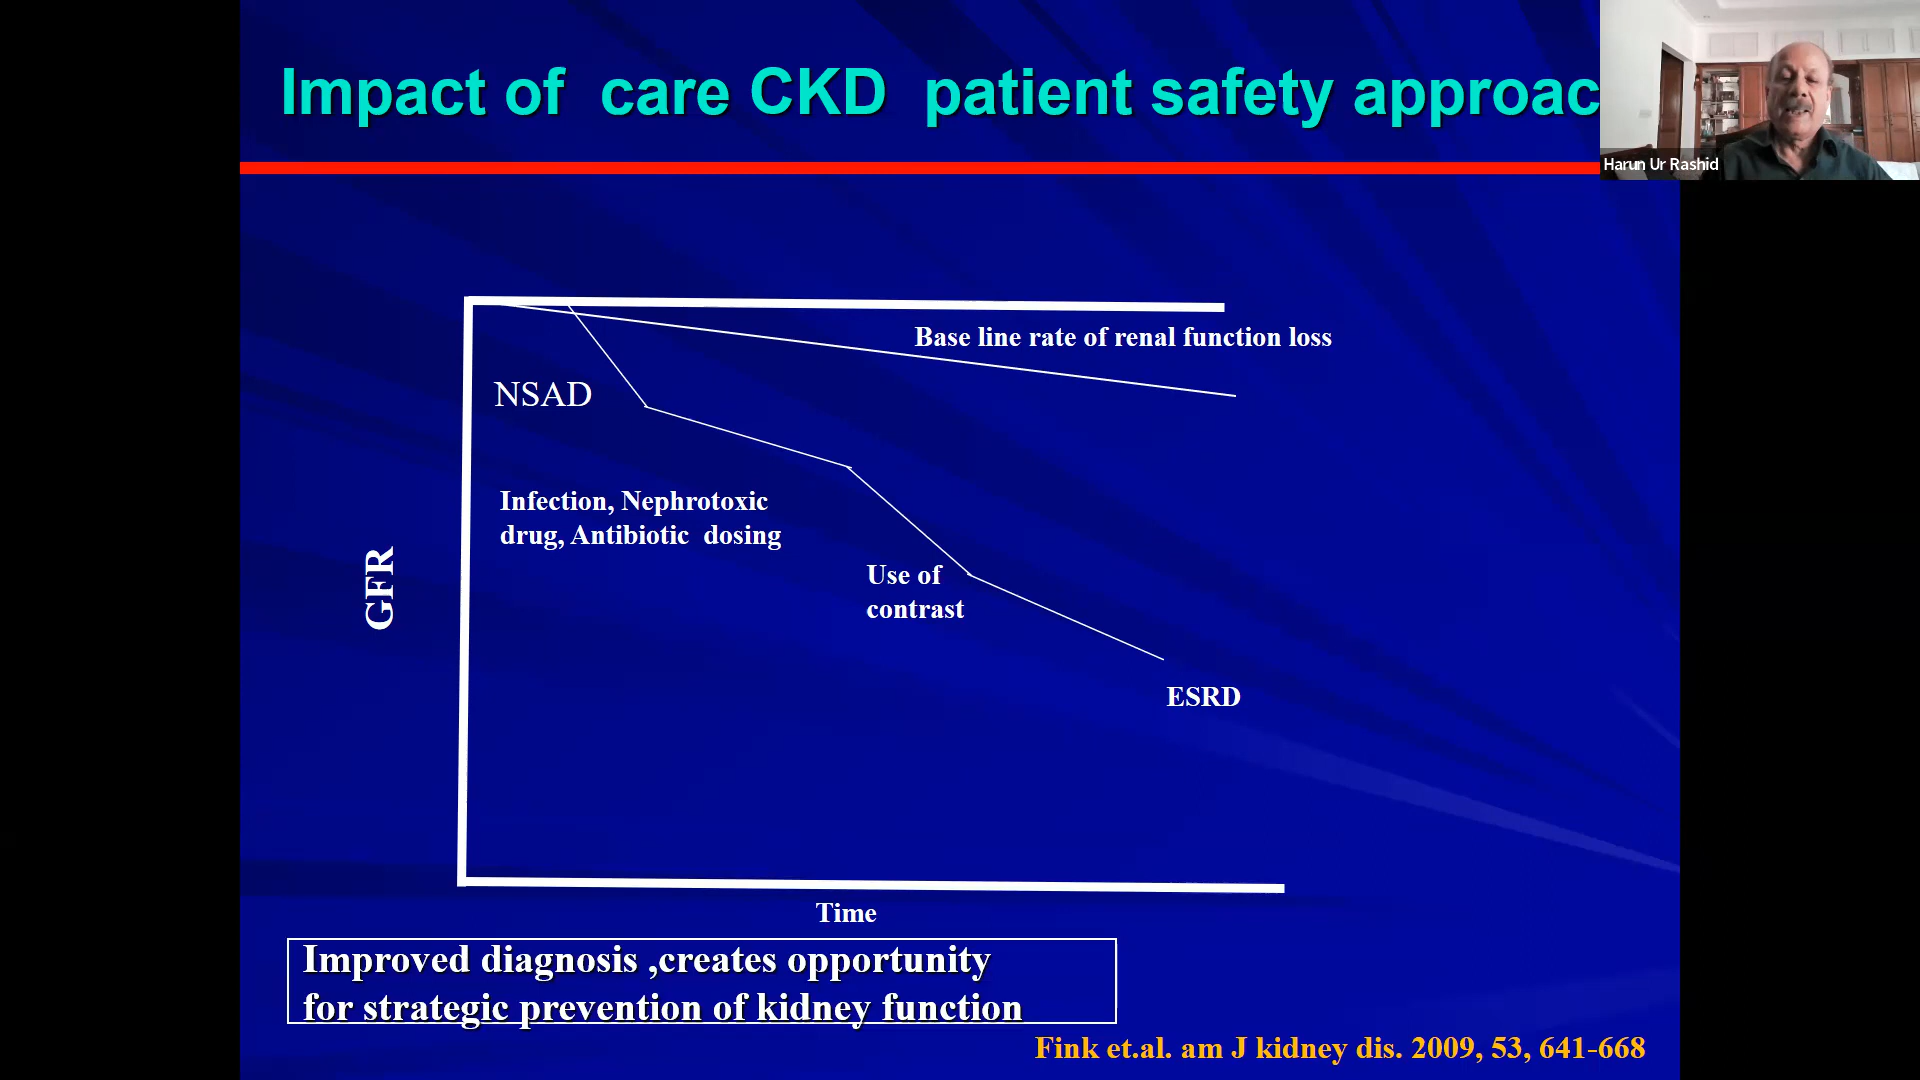 Impact of care CKD patient safety approac
Harun Ur Rashid
Base line rate of renal function loss
NSAD
Infection, Nephrotoxic
drug, Antibiotic dosing
Use of
contrast
GFR
ESRD
Time
Improved diagnosis ,creates opportunity
for strategic prevention of kidney function
Fink et.al. am J kidney dis. 2009, 53, 641-668